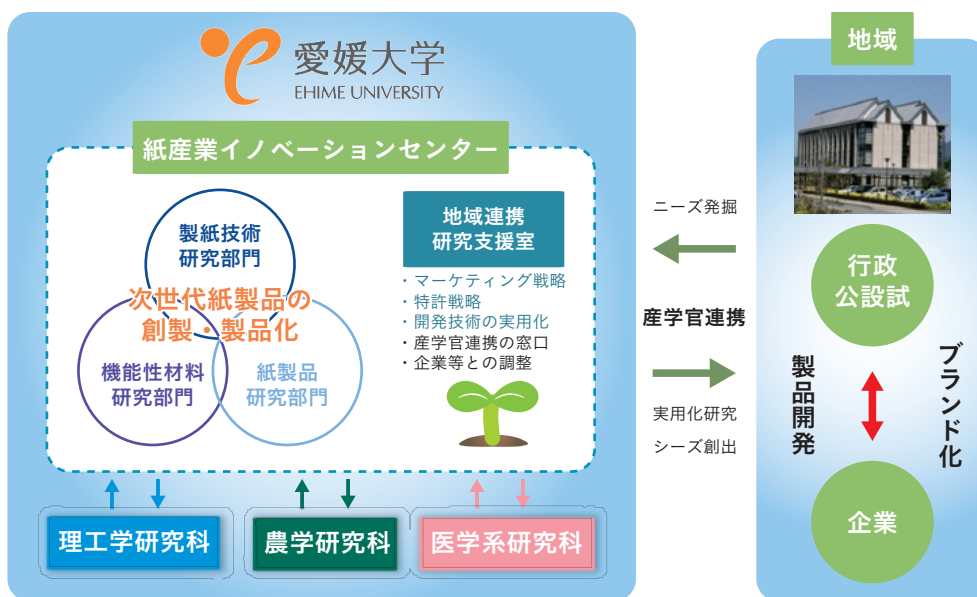 愛媛大学
EHIME UNIVERSITY
紙産業イノベーションセンター
製紙技術
研究部門
次世代紙製品の
創製・製品化
機能性材料
研究部門
紙製品
研究部門
地域連携
研究支援室
・マーケティング戦略
・特許戦略
・開発技術の実用化
・産学官連携の窓口
・企業等との調整
理工学研究科
農学研究科
医学系研究科
ニーズ発掘
産学官連携
実用化研究
シーズ創出
地域
行政
公設試
製品開発
ブランド化
企業